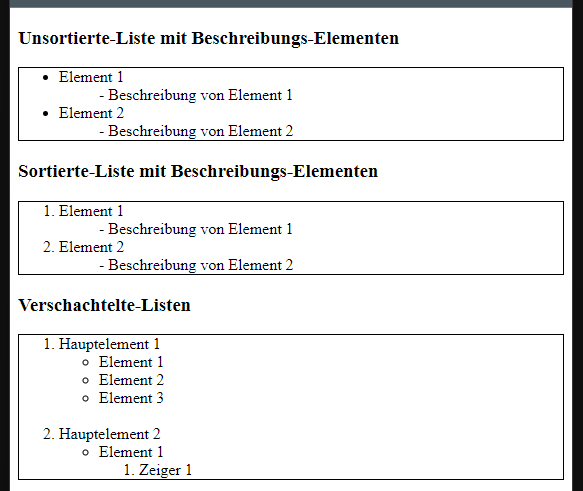 Unsortierte-Liste mit Beschreibungs-Elementen
• Element 1
- Beschreibung von Element 1
• Element 2
- Beschreibung von Element 2
Sortierte-Liste mit Beschreibungs-Elementen
1. Element 1
- Beschreibung von Element 1
2. Element 2
- Beschreibung von Element 2
Verschachtelte-Listen
1. Hauptelement 1
◦ Element 1
◦ Element 2
◦ Element 3
2. Hauptelement 2
◦ Element 1
1. Zeiger 1